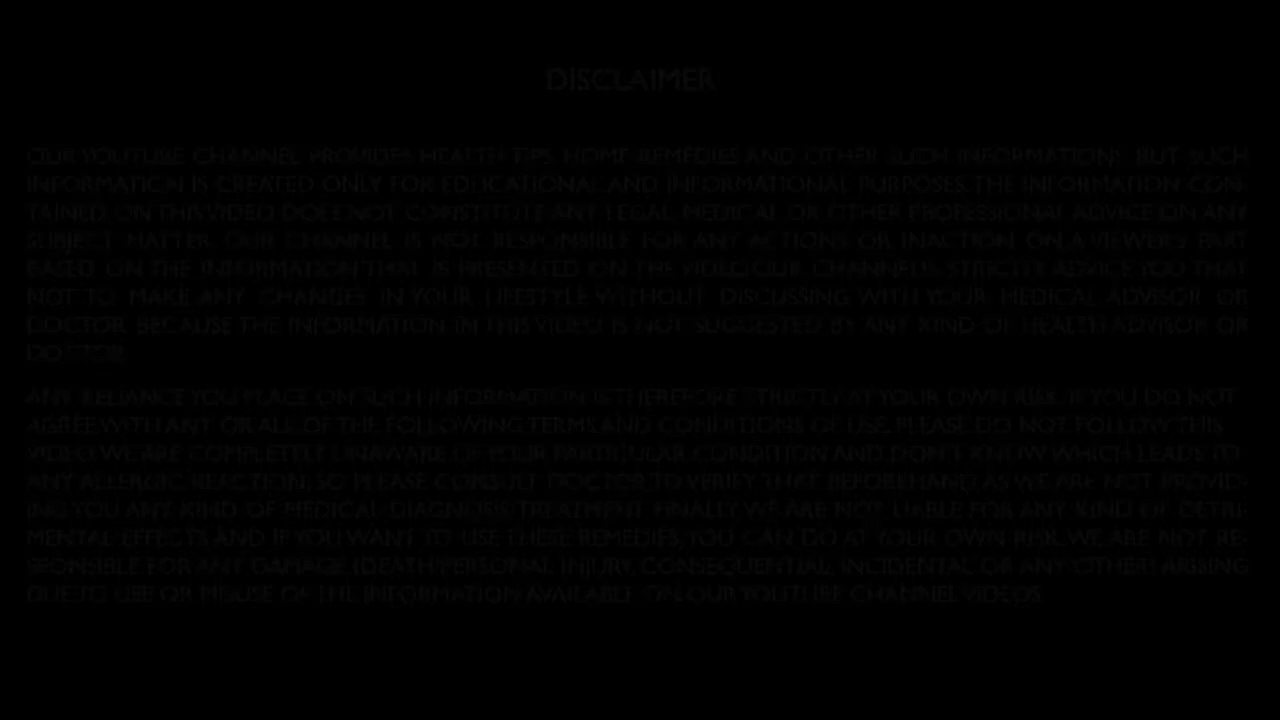 DISCLAIMER
OUR YOUTUBE CHANNEL PROVIDES HEALTH TIPS HOME REMEDIES AND OTHER SUCH INFORMATIONS BUT SUCH
INFORMATION IS CREATED ONLY FOR EDUCATIONAL AND INFORMATIONAL PURPOSES. THE INFORMATION CON-
TAINED ON THIS VIDEO DOES NOT CONSTITUTE ANY LEGAL MEDICAL OR OTHER PROFESSIONAL ADVICE ON ANY
SUBJECT MATTER. OUR CHANNEL IS NOT RESPONSIBLE FOR ANY ACTIONS OR INACTION ON A VIEWER'S PART
BASED ON THE INFORMATION THAT IS PRESENTED ON THE VIDEO. OUR CHANNEL STRICTLY ADVICE YOU THAT
NOT TO MAKE ANY CHANGES IN YOUR LIFESTYLE WITHOUT DISCUSSING WITH YOUR MEDICAL ADVISOR OR
DOCTOR BECAUSE THE INFORMATION IN THIS VIDEO IS NOT SUGGESTED BY ANY KIND OF HEALTH ADVISOR OR
DOCTOR.
ANY RELIANCE YOU PLACE ON SUCH INFORMATION IS THEREFORE STRICTLY AT YOUR OWN RISK. IF YOU DO NOT
AGREE WITH ANY OR ALL OF THE FOLLOWING TERMS AND CONDITIONS OF USE, PLEASE DO NOT FOLLOW THIS
VIDEO. WE ARE COMPLETELY UNAWARE OF YOUR PARTICULAR CONDITION AND DON'T KNOW WHICH LEADS TO
ANY ALLERGIC REACTION, SO PLEASE CONSULT DOCTOR TO VERIFY THAT BEFOREHAND AS WE ARE NOT PROVID-
ING YOU ANY KIND OF MEDICAL DIAGNOSIS TREATMENT. FINALLY WE ARE NOT LIABLE FOR ANY KIND OF DETRI-
MENTAL EFFECTS AND IF YOU WANT TO USE THESE REMEDIES, YOU CAN DO AT YOUR OWN RISK. WE ARE NOT RE-
SPONSIBLE FOR ANY DAMAGE (DEATH, PERSONAL INJURY, CONSEQUENTIAL, INCIDENTAL OR ANY OTHER) ARISING
DUE TO USE OR MISUSE OF THE INFORMATION AVAILABLE ON OUR YOUTUBE CHANNEL VIDEOS.